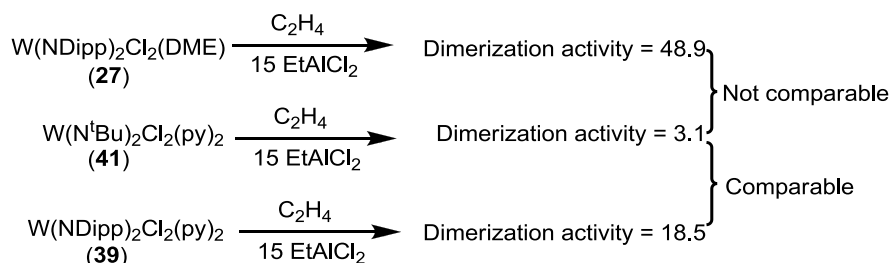 C₂H₄
W(NDipp)₂Cl₂(DME) Dimerization activity = 48.9
(27) 15 EtAlCl₂
Not comparable
C₂H₄
W(NᵗBu)₂Cl₂(py)₂ Dimerization activity = 3.1
(41) 15 EtAlCl₂
Comparable
C₂H₄
W(NDipp)₂Cl₂(py)₂ Dimerization activity = 18.5
(39) 15 EtAlCl₂